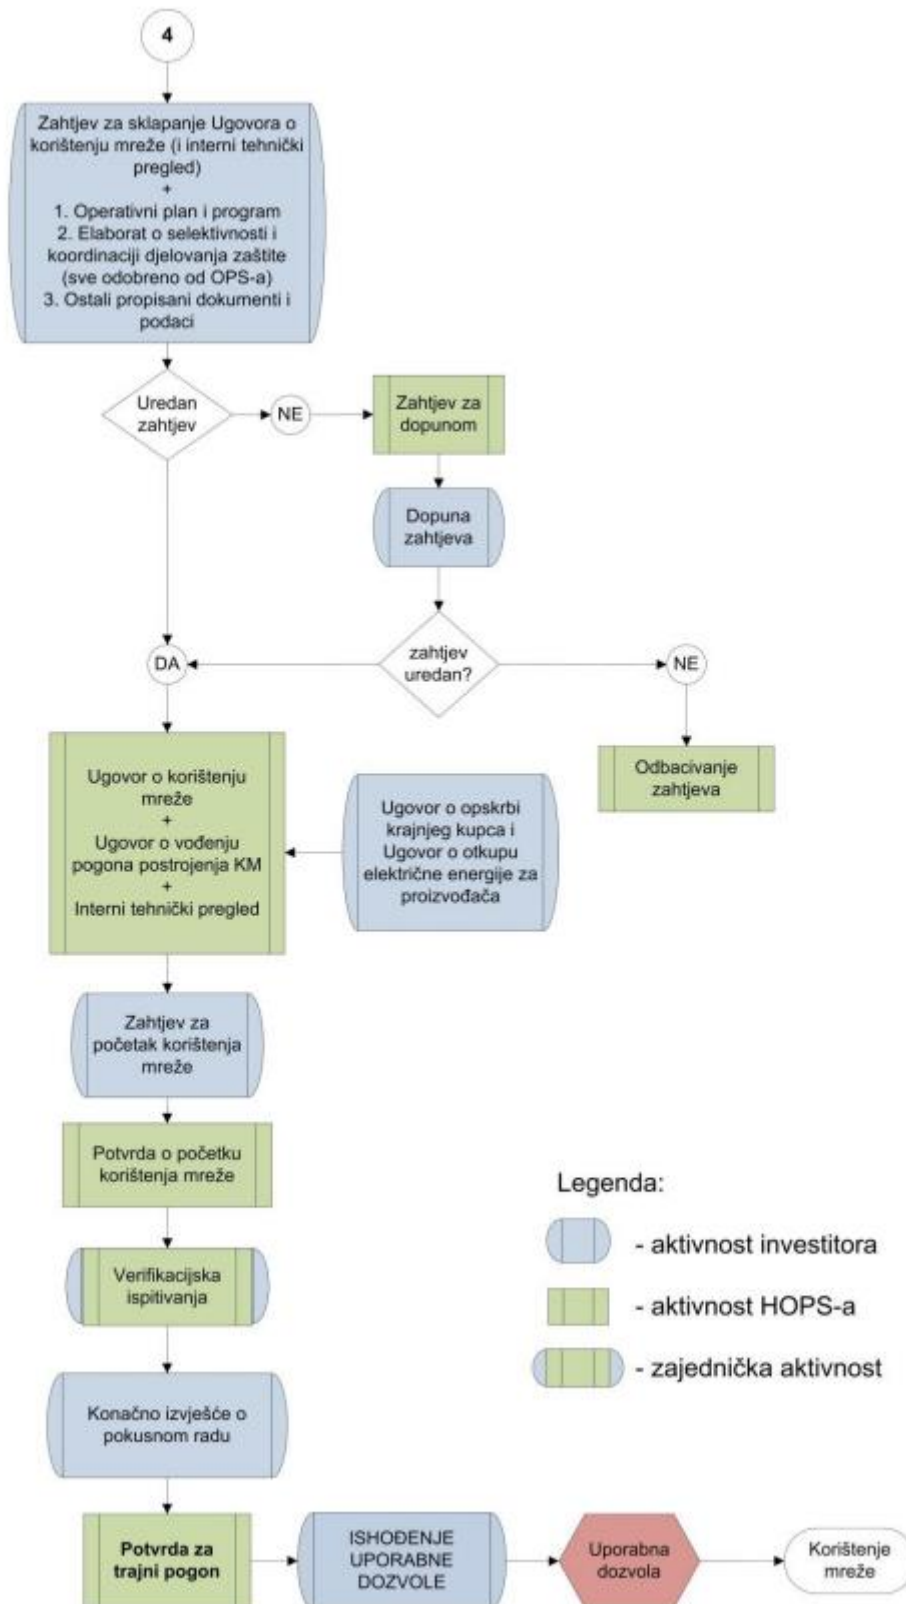 4
Zahtjev za sklapanje Ugovora o
korištenju mreže (i interni tehnički
pregled)
+
1. Operativni plan i program
2. Elaborat o selektivnosti i
koordinaciji djelovanja zaštite
(sve odobreno od OPS-a)
3. Ostali propisani dokumenti i
podaci
Uredan
zahtjev
NE
Zahtjev za
dopunom
Dopuna
zahtjeva
zahtjev
uredan?
DA
NE
Odbacivanje
zahtjeva
Ugovor o korištenju
mreže
+
Ugovor o vođenju
pogona postrojenja KM
+
Interni tehnički pregled
Ugovor o opskrbi
krajnjeg kupca i
Ugovor o otkupu
električne energije za
proizvođača
Zahtjev za
početak korištenja
mreže
Potvrda o početku
korištenja mreže
Verifikacijska
ispitivanja
Konačno izvješće o
pokusnom radu
Potvrda za
trajni pogon
ISHOĐENJE
UPORABNE
DOZVOLE
Uporabna
dozvola
Korištenje
mreže
Legenda:
- aktivnost investitora
- aktivnost HOPS-a
- zajednička aktivnost